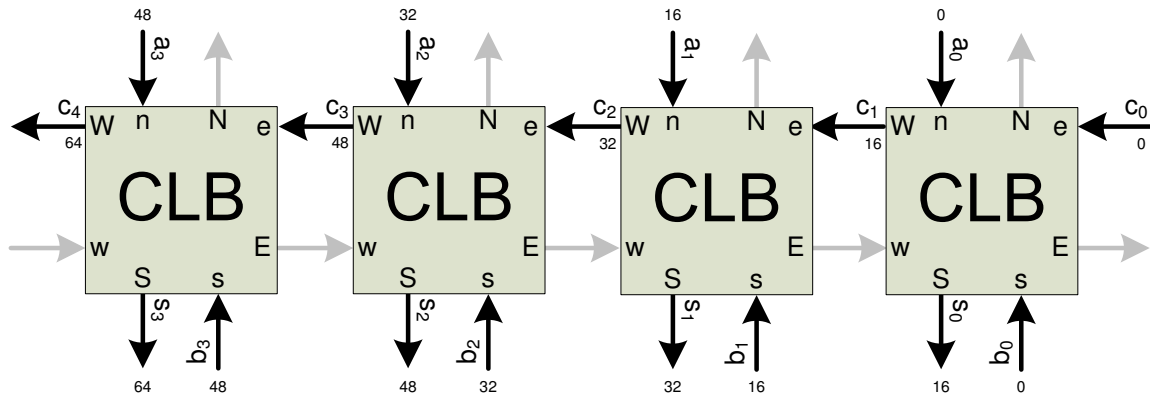 48 32 16 0
a3 a2 a1 a0
c4 c3 c2 c1 c0
W n N e W n N e W n N e W n N e
64 48 32 16 0
CLB CLB CLB CLB
w E w E w E w E
S s S s S s S s
s3 b3 s2 b2 s1 b1 s0 b0
64 48 48 32 32 16 16 0